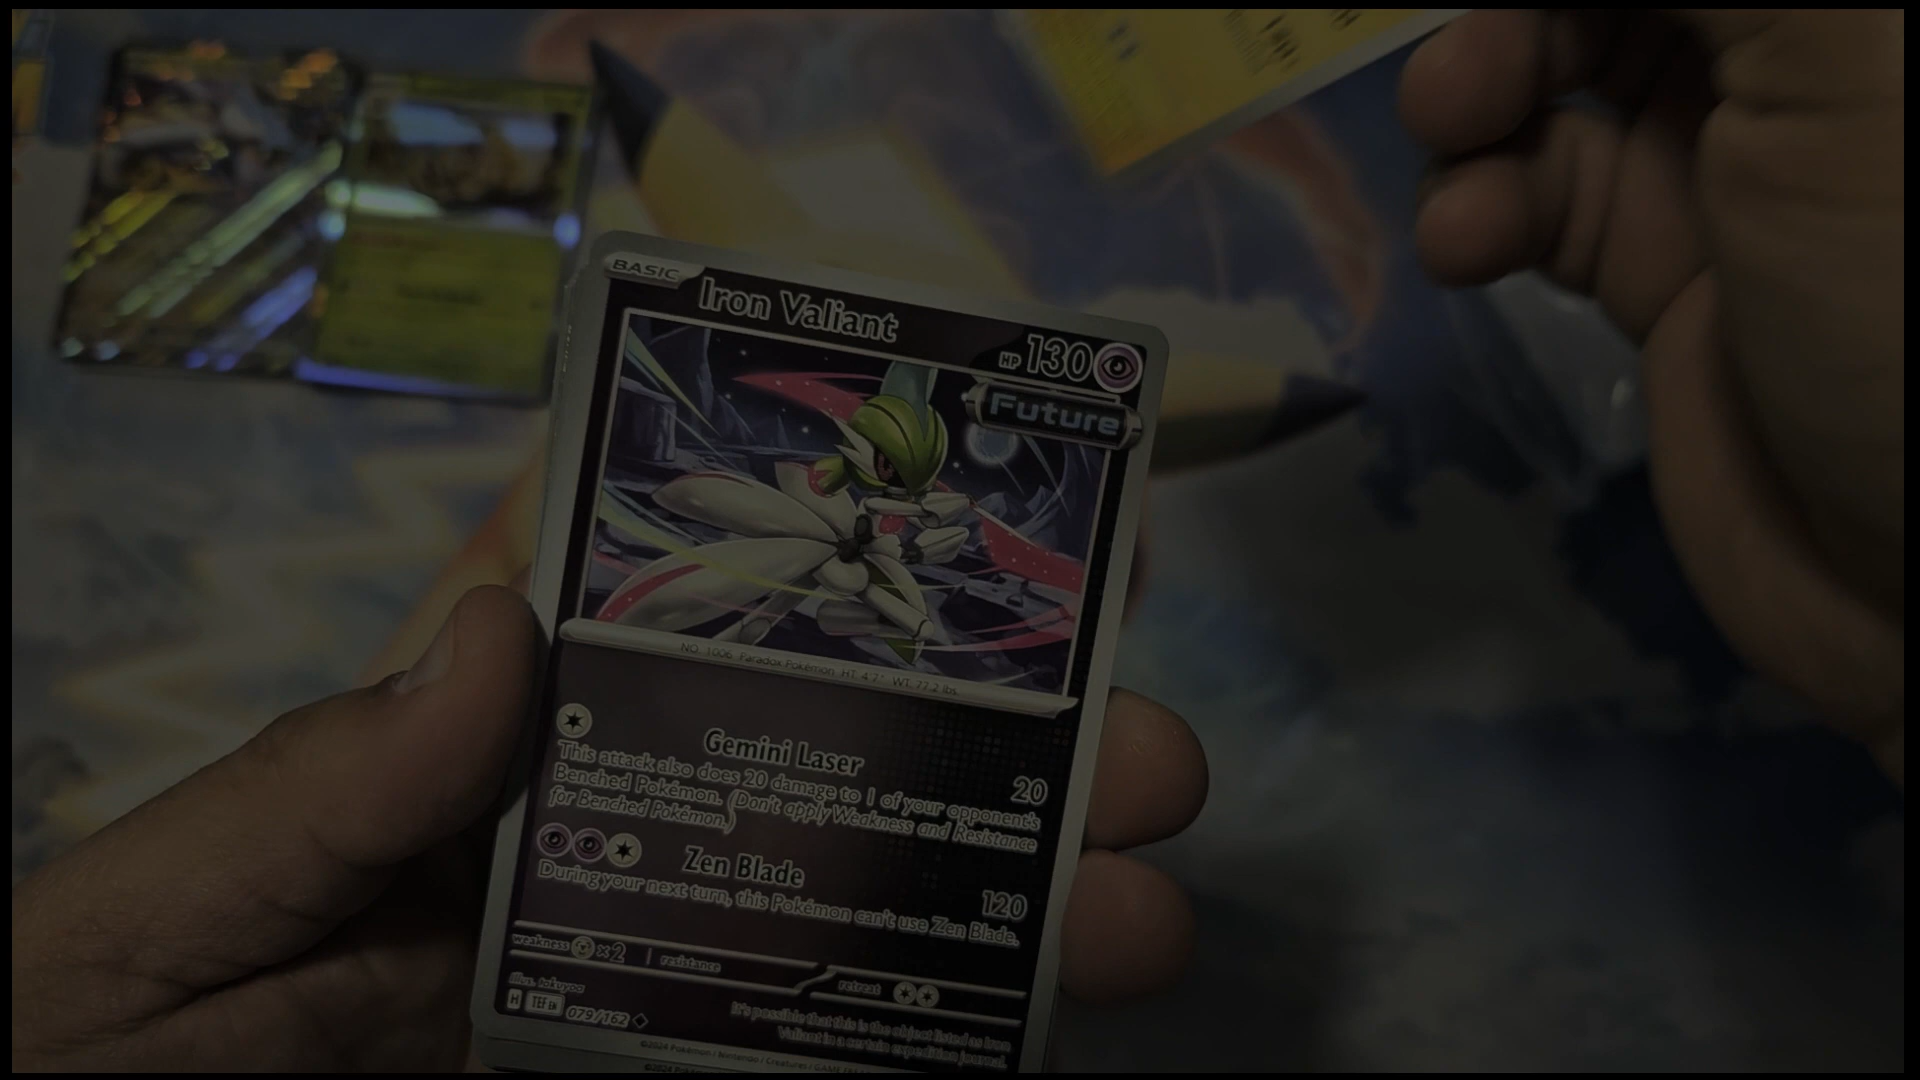 BASIC
Iron Valiant
HP 130
Future
NO. 1006 Paradox Pokémon HT: 4'7" WT: 77.2 lbs.
Gemini Laser
20
This attack also does 20 damage to 1 of your opponent's
Benched Pokémon. (Don't apply Weakness and Resistance
for Benched Pokémon.)
Zen Blade
120
During your next turn, this Pokémon can't use Zen Blade.
weakness ×2 resistance
retreat
Illus. tokuyoa
H TEF EN 079/162
It's possible that this is the object listed as Iron
Valiant in a certain expedition journal.
©2024 Pokémon / Nintendo / Creatures / GAME
©2024